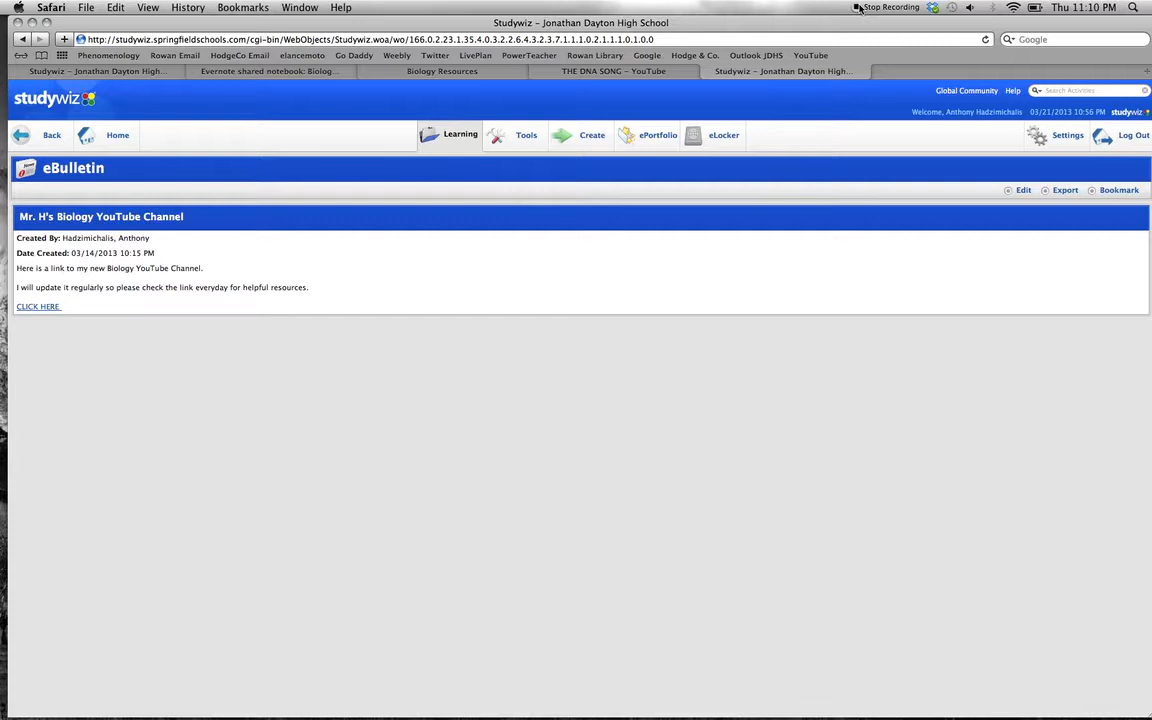 Safari File Edit View History Bookmarks Window Help Stop Recording Thu 11:10 PM
Studywiz – Jonathan Dayton High School
http://studywiz.springfieldschools.com/cgi-bin/WebObjects/Studywiz.woa/wo/166.0.2.23.1.35.4.0.3.2.2.6.4.3.2.3.7.1.1.1.0.2.1.1.1.0.1.0.0 Google
Phenomenology Rowan Email HodgeCo Email elancemoto Go Daddy Weebly Twitter LivePlan PowerTeacher Rowan Library Google Hodge & Co. Outlook JDHS YouTube
Studywiz – Jonathan Dayton High... Evernote shared notebook: Biolog... Biology Resources THE DNA SONG – YouTube Studywiz – Jonathan Dayton High...
studywiz Global Community Help Search Activities
Welcome, Anthony Hadzimichalis 03/21/2013 10:56 PM studywiz
Back Home Learning Tools Create ePortfolio eLocker Settings Log Out
eBulletin
Edit Export Bookmark
Mr. H's Biology YouTube Channel
Created By: Hadzimichalis, Anthony
Date Created: 03/14/2013 10:15 PM
Here is a link to my new Biology YouTube Channel.
I will update it regularly so please check the link everyday for helpful resources.
CLICK HERE